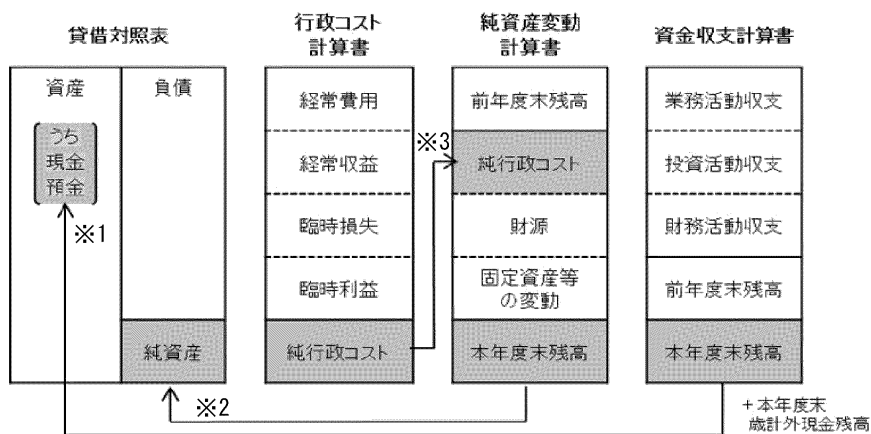 貸借対照表
資産
負債
うち
現金
預金
※1
純資産
※2
行政コスト
計算書
経常費用
経常収益
臨時損失
臨時利益
純行政コスト
※3
純資産変動
計算書
前年度末残高
純行政コスト
財源
固定資産等
の変動
本年度末残高
資金収支計算書
業務活動収支
投資活動収支
財務活動収支
前年度末残高
本年度末残高
+本年度末
歳計外現金残高